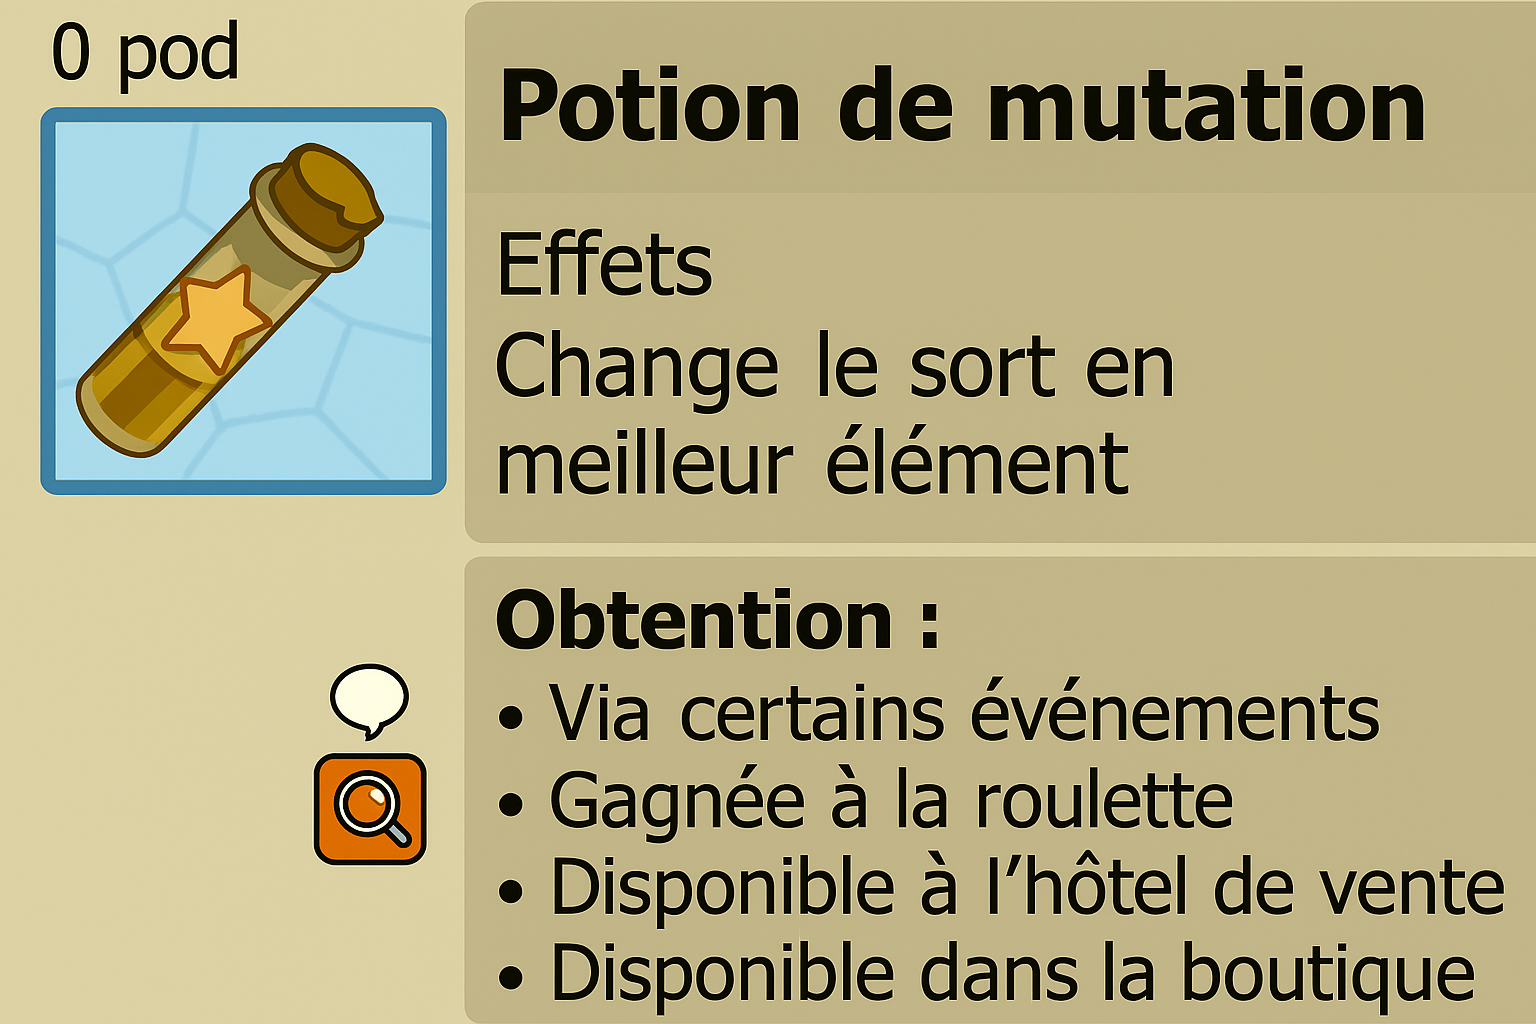 0 pod
Potion de mutation
Effets
Change le sort en
meilleur élément
Obtention :
• Via certains événements
• Gagnée à la roulette
• Disponible à l’hôtel de vente
• Disponible dans la boutique